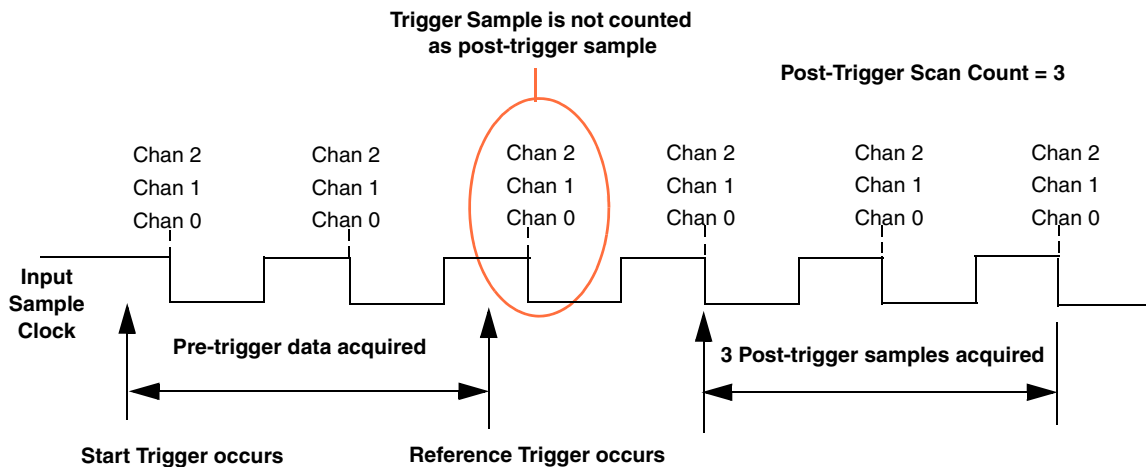 Trigger Sample is not counted
as post-trigger sample
Post-Trigger Scan Count = 3
Chan 2
Chan 1
Chan 0
Chan 2
Chan 1
Chan 0
Chan 2
Chan 1
Chan 0
Chan 2
Chan 1
Chan 0
Chan 2
Chan 1
Chan 0
Chan 2
Chan 1
Chan 0
Input
Sample
Clock
Pre-trigger data acquired
3 Post-trigger samples acquired
Start Trigger occurs
Reference Trigger occurs